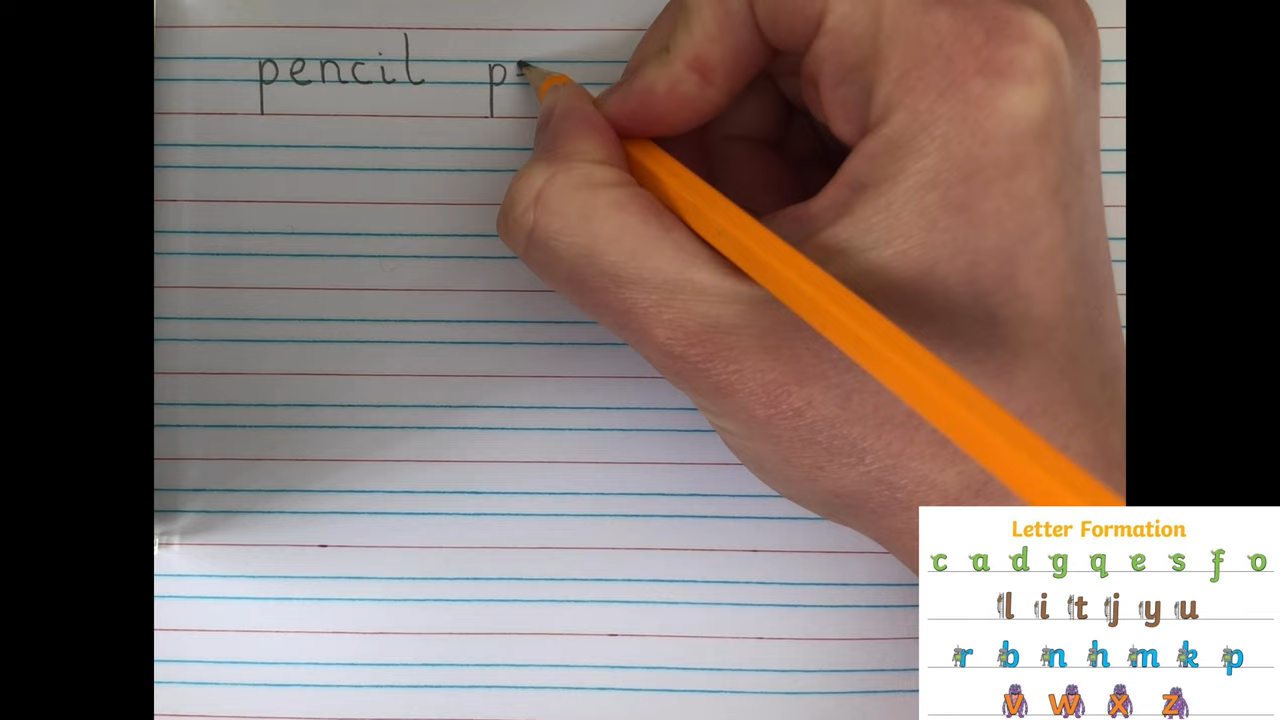 pencil p
Letter Formation
c a d g q e s f o
l i t j y u
r b n h m k p
v w x z